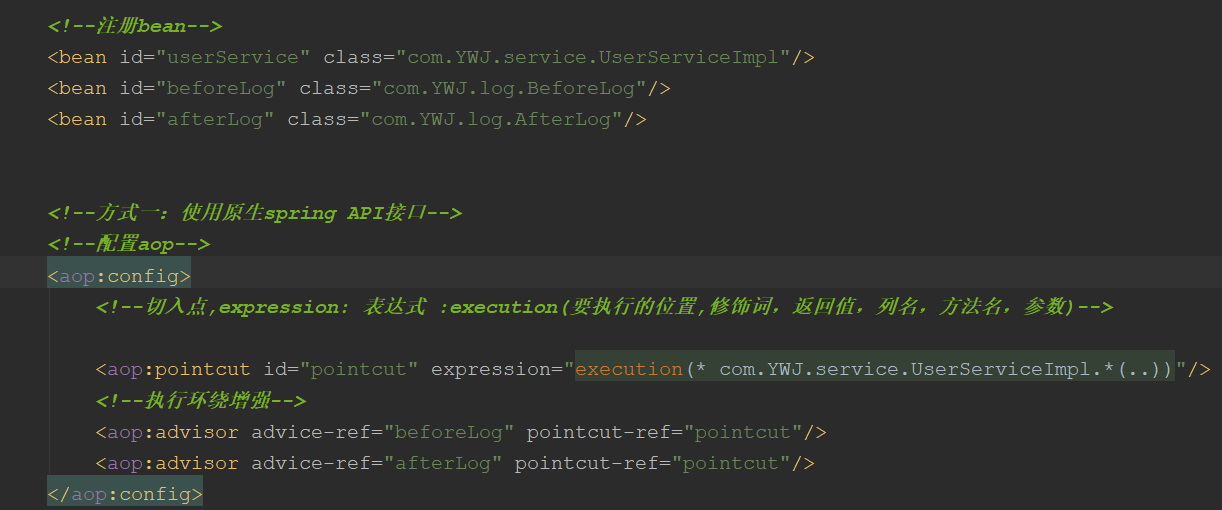 <!--注册bean-->
<bean id="userService" class="com.YWJ.service.UserServiceImpl"/>
<bean id="beforeLog" class="com.YWJ.log.BeforeLog"/>
<bean id="afterLog" class="com.YWJ.log.AfterLog"/>
<!--方式一：使用原生spring API接口-->
<!--配置aop-->
<aop:config>
<!--切入点,expression: 表达式 :execution(要执行的位置,修饰词，返回值，列名，方法名，参数)-->
<aop:pointcut id="pointcut" expression="execution(* com.YWJ.service.UserServiceImpl.*(..))"/>
<!--执行环绕增强-->
<aop:advisor advice-ref="beforeLog" pointcut-ref="pointcut"/>
<aop:advisor advice-ref="afterLog" pointcut-ref="pointcut"/>
</aop:config>